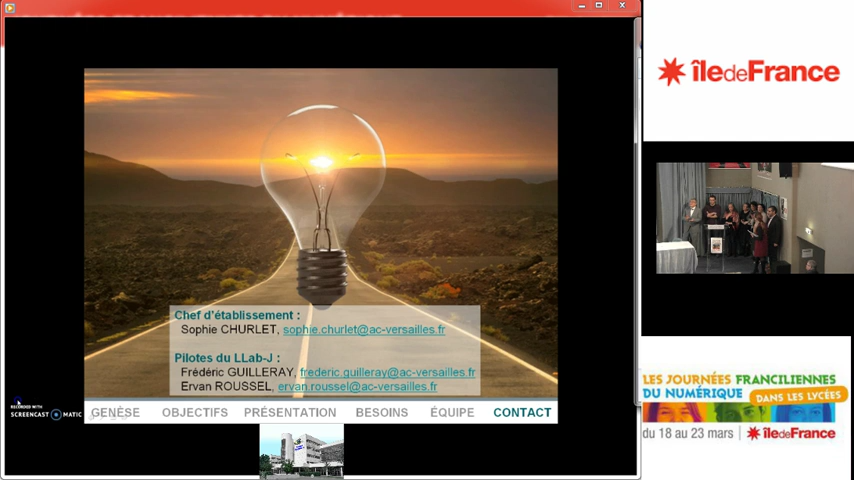 Chef d'établissement :
Sophie CHURLET, sophie.churlet@ac-versailles.fr
Pilotes du LLab-J :
Frédéric GUILLERAY, frederic.guilleray@ac-versailles.fr
Ervan ROUSSEL, ervan.roussel@ac-versailles.fr
RECORDED WITH
SCREENCAST MATIC
GENÈSE OBJECTIFS PRÉSENTATION BESOINS ÉQUIPE CONTACT
îledeFrance
LES JOURNÉES FRANCILIENNES
DU NUMÉRIQUE DANS LES LYCÉES
du 18 au 23 mars | îledeFrance